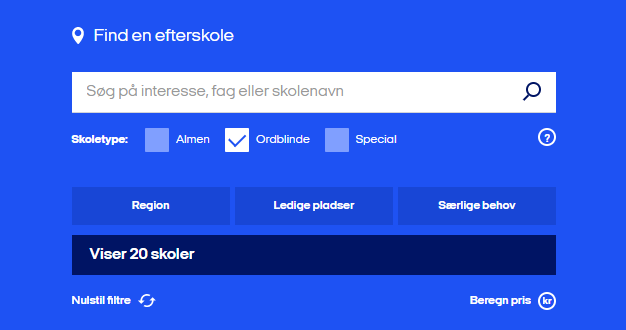 Find en efterskole
Søg på interesse, fag eller skolenavn
Skoletype: Almen Ordblinde Special ?
Region Ledige pladser Særlige behov
Viser 20 skoler
Nulstil filtre Beregn pris kr